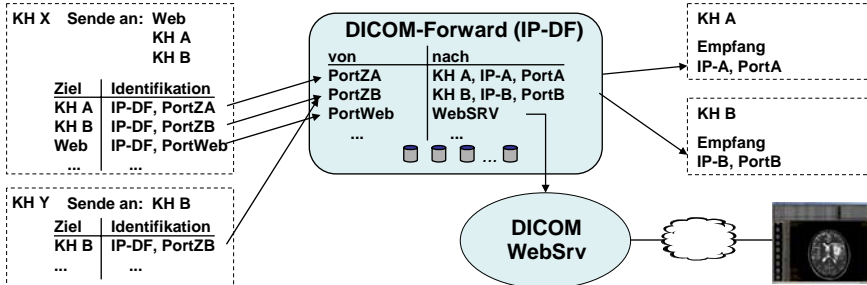 KH X Sende an: Web
KH A
KH B
Ziel Identifikation
KH A IP-DF, PortZA
KH B IP-DF, PortZB
Web IP-DF, PortWeb
... ...
KH Y Sende an: KH B
Ziel Identifikation
KH B IP-DF, PortZB
... ...
DICOM-Forward (IP-DF)
von nach
PortZA KH A, IP-A, PortA
PortZB KH B, IP-B, PortB
PortWeb WebSRV
... ...
...
DICOM
WebSrv
KH A
Empfang
IP-A, PortA
KH B
Empfang
IP-B, PortB